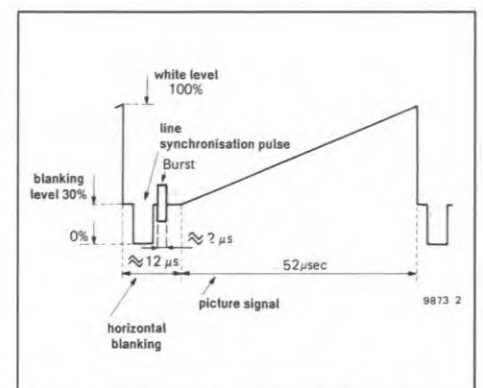 white level
100%
line
synchronisation pulse
Burst
blanking
level 30%
0%
≈ ? μs
≈ 12 μs
52μsec
9873 2
picture signal
horizontal
blanking